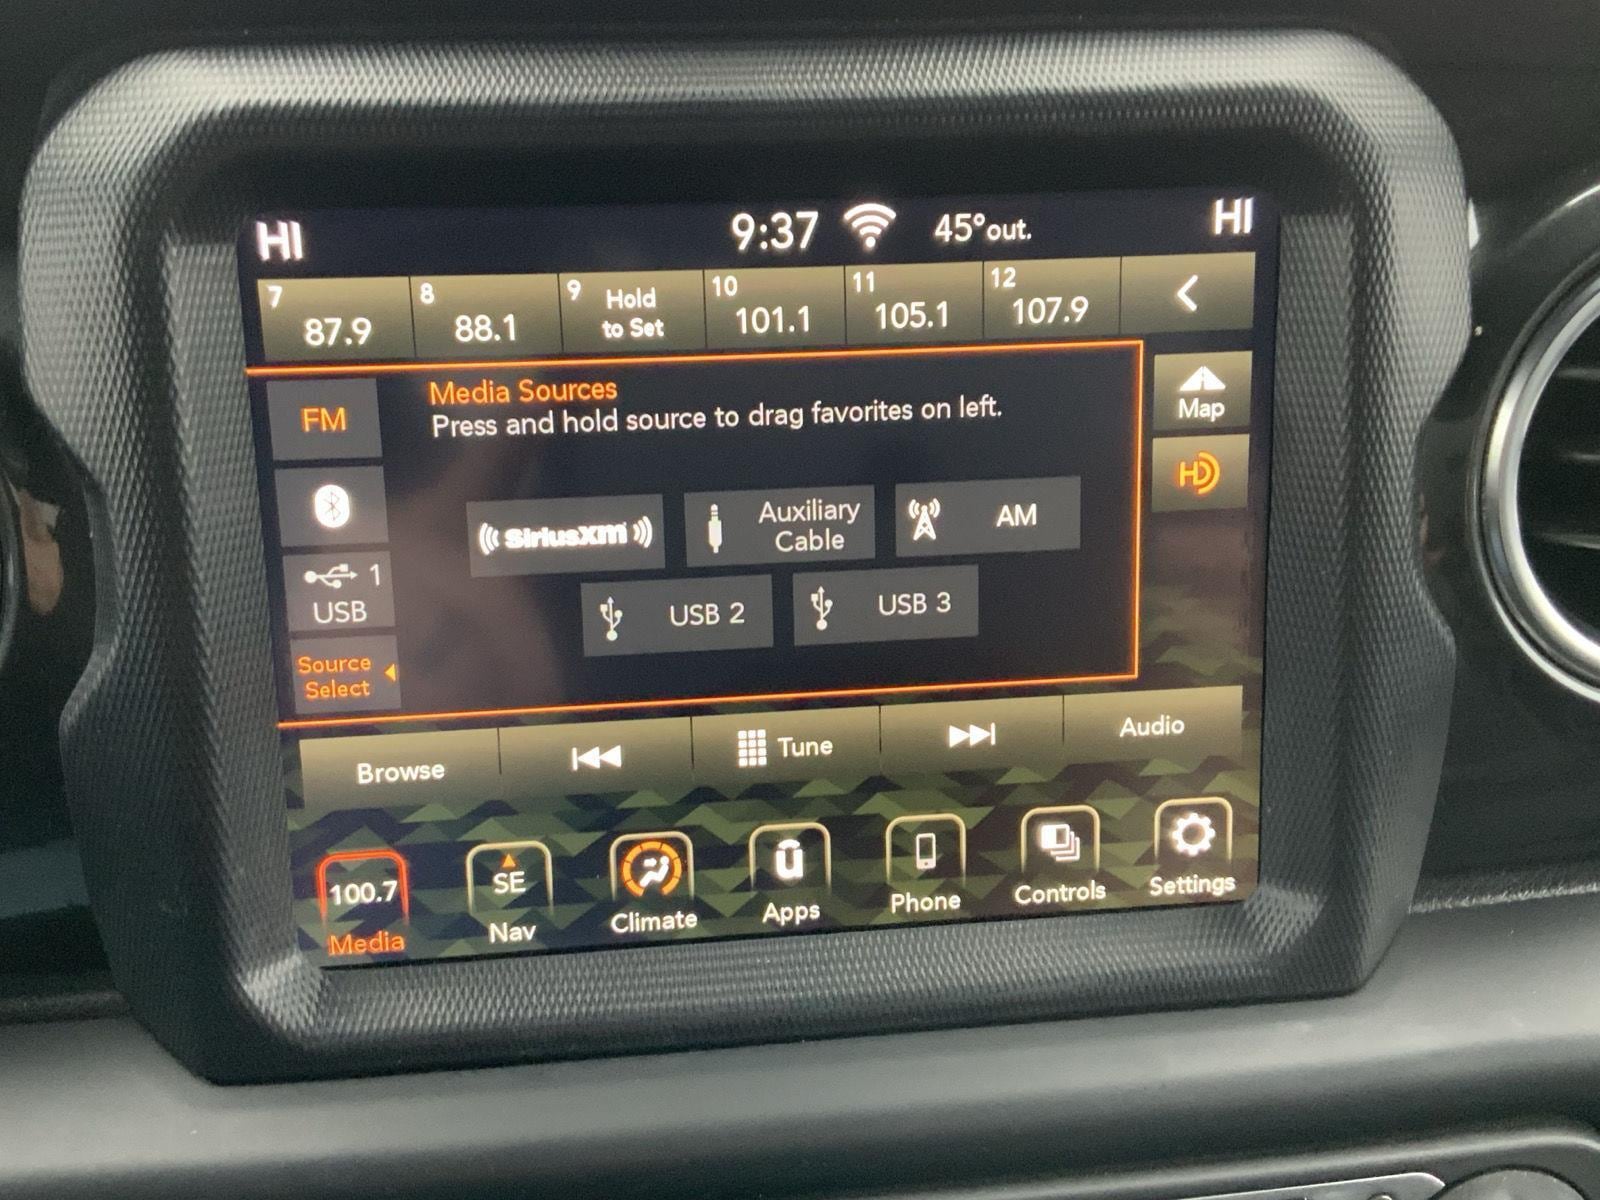 HI 9:37 45°out. HI
7 87.9
8 88.1
9 Hold
to Set
10 101.1
11 105.1
12 107.9
Map
HD
FM
1
USB
Source
Select
Media Sources
Press and hold source to drag favorites on left.
SiriusXM
Auxiliary
Cable
AM
USB 2
USB 3
Browse
Tune
Audio
100.7
Media
SE
Nav
Climate
Apps
Phone
Controls
Settings